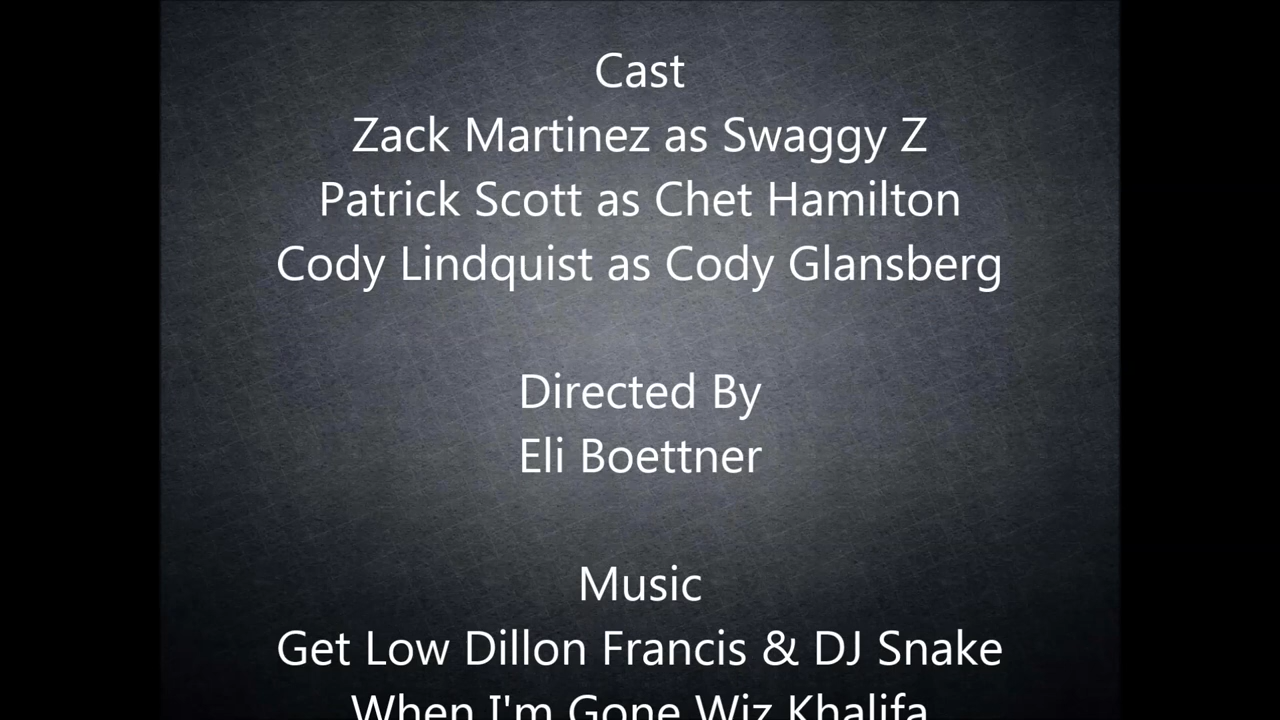 Cast
Zack Martinez as Swaggy Z
Patrick Scott as Chet Hamilton
Cody Lindquist as Cody Glansberg
Directed By
Eli Boettner
Music
Get Low Dillon Francis & DJ Snake
When I'm Gone Wiz Khalifa